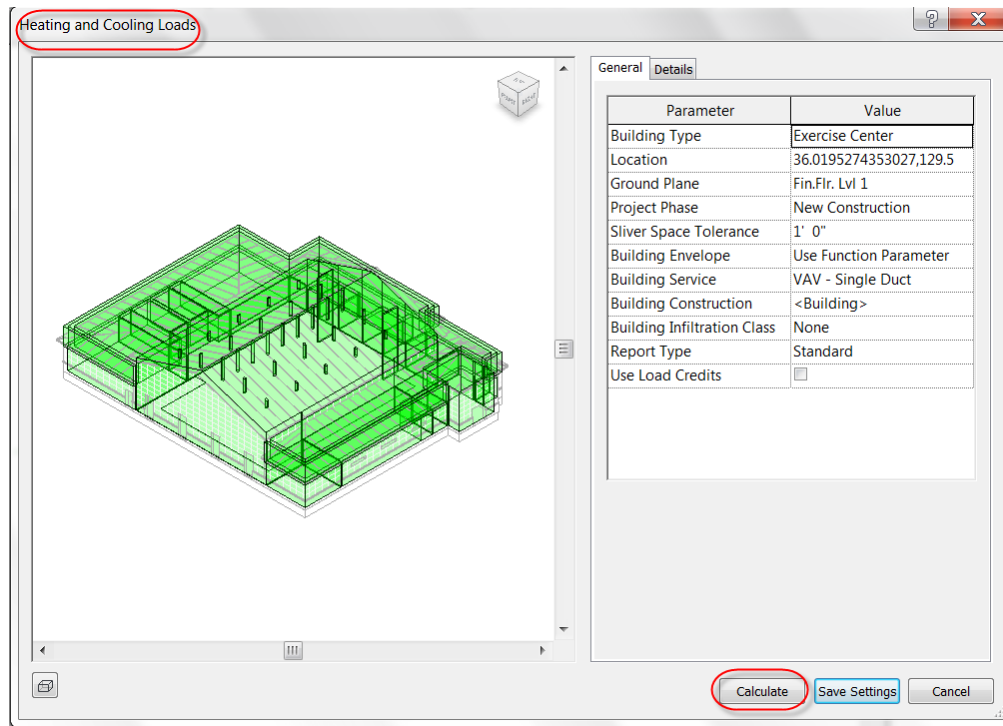 Heating and Cooling Loads
General Details
Parameter Value
Building Type Exercise Center
Location 36.0195274353027,129.5
Ground Plane Fin.Flr. Lvl 1
Project Phase New Construction
Sliver Space Tolerance 1' 0"
Building Envelope Use Function Parameter
Building Service VAV - Single Duct
Building Construction <Building>
Building Infiltration Class None
Report Type Standard
Use Load Credits
Calculate Save Settings Cancel